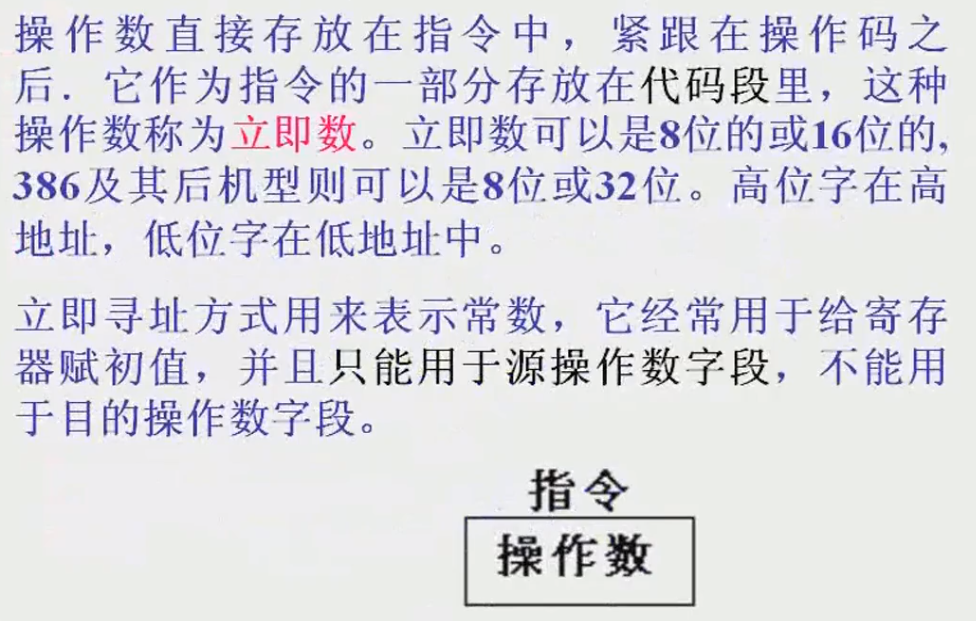 操作数直接存放在指令中，紧跟在操作码之
后．它作为指令的一部分存放在代码段里，这种
操作数称为立即数。立即数可以是8位的或16位的,
386及其后机型则可以是8位或32位。高位字在高
地址，低位字在低地址中。
立即寻址方式用来表示常数，它经常用于给寄存
器赋初值，并且只能用于源操作数字段，不能用
于目的操作数字段。
指令
操作数